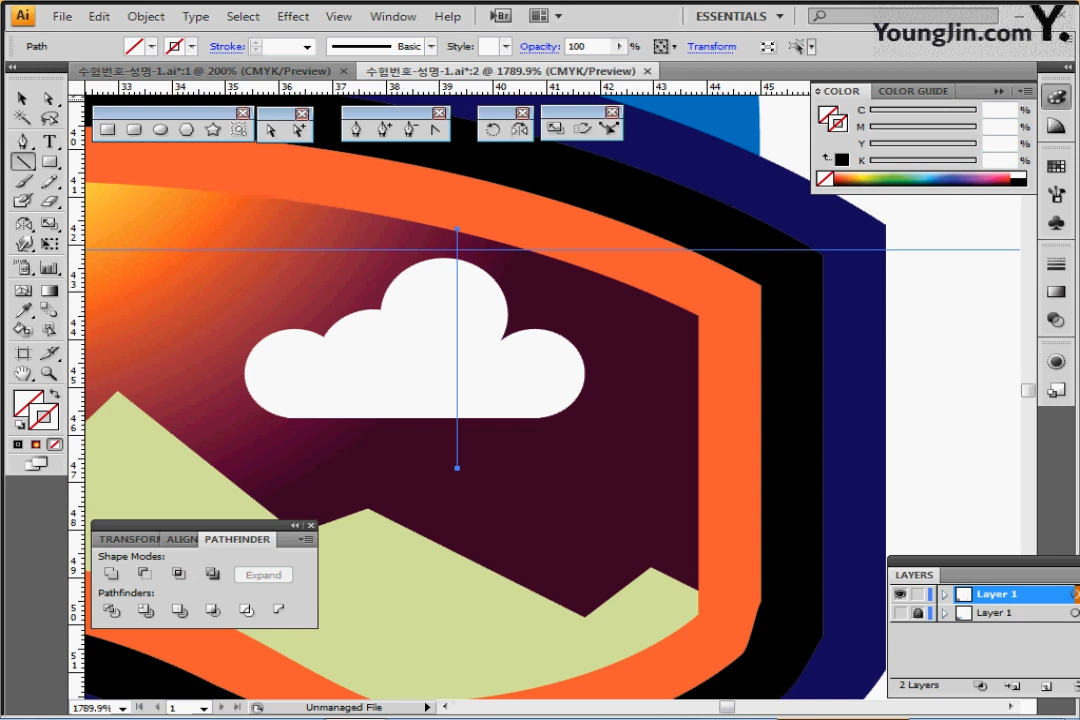 Ai File Edit Object Type Select Effect View Window Help Br ESSENTIALS
YoungJin.com Y.
Path Stroke: Basic Style: Opacity: 100 % Transform
수험번호-성명-1.ai*:1 @ 200% (CMYK/Preview) 수험번호-성명-1.ai*:2 @ 1789.9% (CMYK/Preview)
33 34 35 36 37 38 39 40 41 42 43 44 45
COLOR COLOR GUIDE
C %
M %
Y %
K %
TRANSFORM ALIGN PATHFINDER
Shape Modes:
Expand
Pathfinders:
LAYERS
Layer 1
Layer 1
2 Layers
1789.9% 1 Unmanaged File